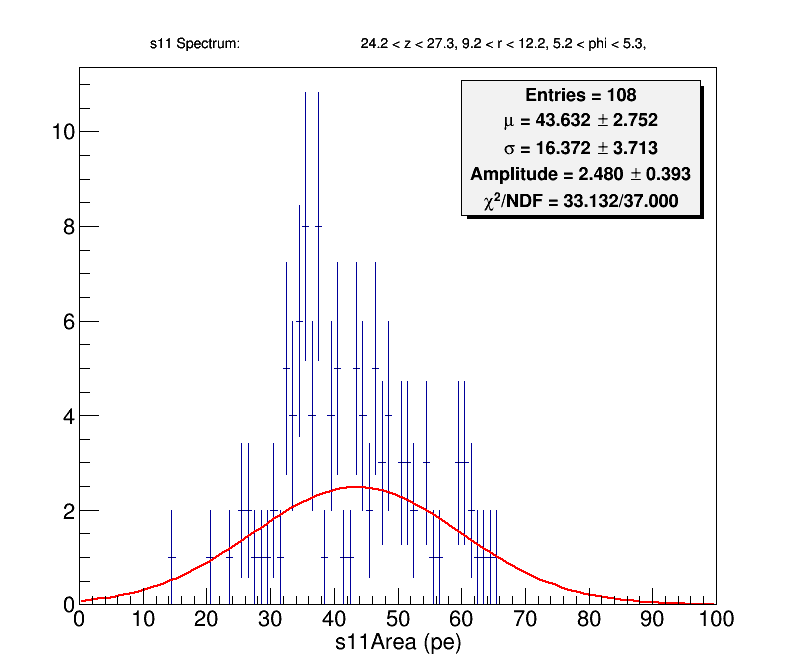 s11 Spectrum: 24.2 < z < 27.3, 9.2 < r < 12.2, 5.2 < phi < 5.3,
Entries = 108
μ = 43.632 ± 2.752
σ = 16.372 ± 3.713
Amplitude = 2.480 ± 0.393
χ²/NDF = 33.132/37.000
10
8
6
4
2
0
0 10 20 30 40 50 60 70 80 90 100
s11Area (pe)